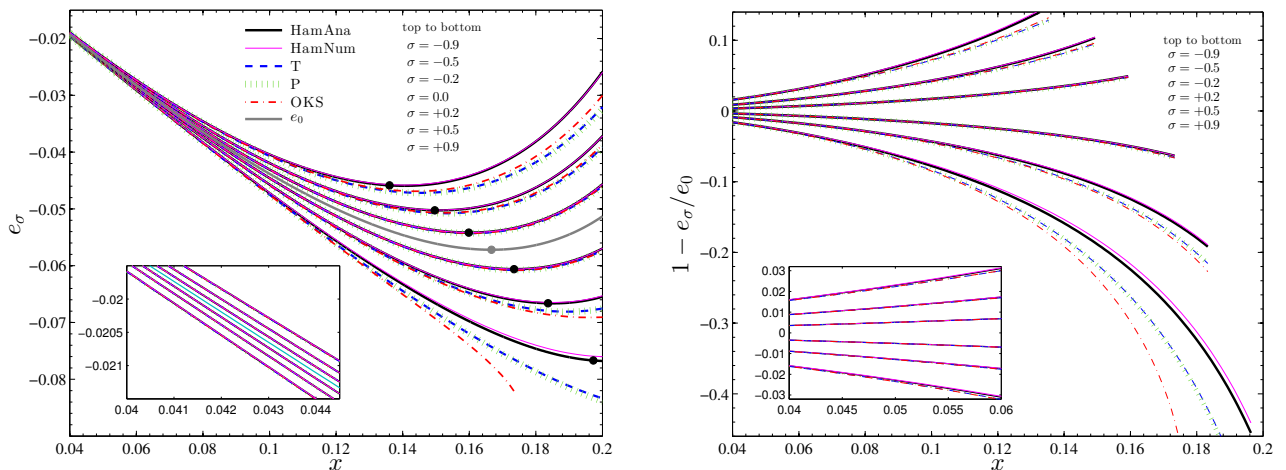 −0.02
−0.03
−0.04
−0.05
−0.06
−0.07
−0.08
e_σ
HamAna
HamNum
T
P
OKS
e_0
top to bottom
σ = −0.9
σ = −0.5
σ = −0.2
σ = 0.0
σ = +0.2
σ = +0.5
σ = +0.9
−0.02
−0.0205
−0.021
0.04 0.041 0.042 0.043 0.044
0.04 0.06 0.08 0.1 0.12 0.14 0.16 0.18 0.2
x
0.1
0
−0.1
−0.2
−0.3
−0.4
1 − e_σ/e_0
top to bottom
σ = −0.9
σ = −0.5
σ = −0.2
σ = +0.2
σ = +0.5
σ = +0.9
0.03
0.02
0.01
0
−0.01
−0.02
−0.03
0.04 0.045 0.05 0.055 0.06
0.04 0.06 0.08 0.1 0.12 0.14 0.16 0.18 0.2
x